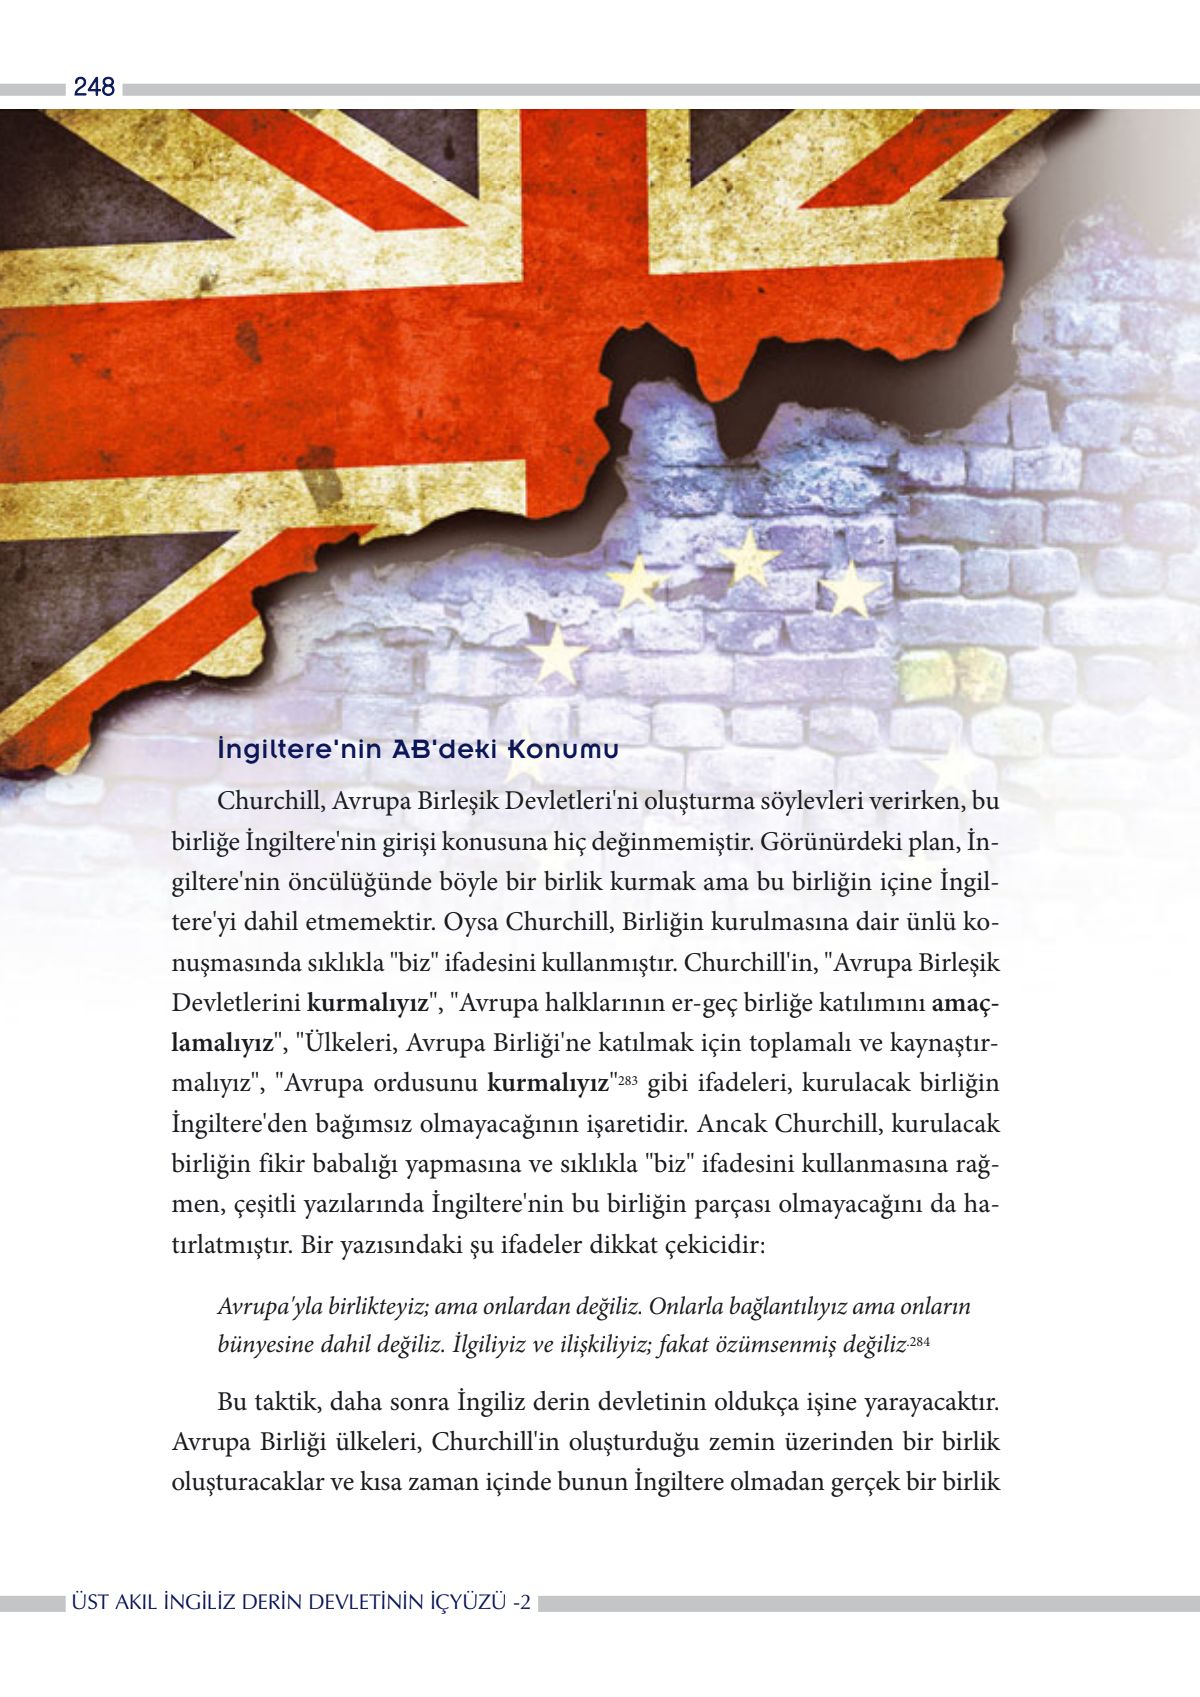 248
İngiltere'nin AB'deki Konumu
Churchill, Avrupa Birleşik Devletleri'ni oluşturma söylevleri verirken, bu
birliğe İngiltere'nin girişi konusuna hiç değinmemiştir. Görünürdeki plan, İn-
giltere'nin öncülüğünde böyle bir birlik kurmak ama bu birliğin içine İngil-
tere'yi dahil etmemektir. Oysa Churchill, Birliğin kurulmasına dair ünlü ko-
nuşmasında sıklıkla "biz" ifadesini kullanmıştır. Churchill'in, "Avrupa Birleşik
Devletlerini kurmalıyız", "Avrupa halklarının er-geç birliğe katılımını amaç-
lamalıyız", "Ülkeleri, Avrupa Birliği'ne katılmak için toplamalı ve kaynaştır-
malıyız", "Avrupa ordusunu kurmalıyız"283 gibi ifadeleri, kurulacak birliğin
İngiltere'den bağımsız olmayacağının işaretidir. Ancak Churchill, kurulacak
birliğin fikir babalığı yapmasına ve sıklıkla "biz" ifadesini kullanmasına rağ-
men, çeşitli yazılarında İngiltere'nin bu birliğin parçası olmayacağını da ha-
tırlatmıştır. Bir yazısındaki şu ifadeler dikkat çekicidir:
Avrupa'yla birlikteyiz; ama onlardan değiliz. Onlarla bağlantılıyız ama onların
bünyesine dahil değiliz. İlgiliyiz ve ilişkiliyiz; fakat özümsenmiş değiliz.284
Bu taktik, daha sonra İngiliz derin devletinin oldukça işine yarayacaktır.
Avrupa Birliği ülkeleri, Churchill'in oluşturduğu zemin üzerinden bir birlik
oluşturacaklar ve kısa zaman içinde bunun İngiltere olmadan gerçek bir birlik
ÜST AKIL İNGİLİZ DERİN DEVLETİNİN İÇYÜZÜ -2